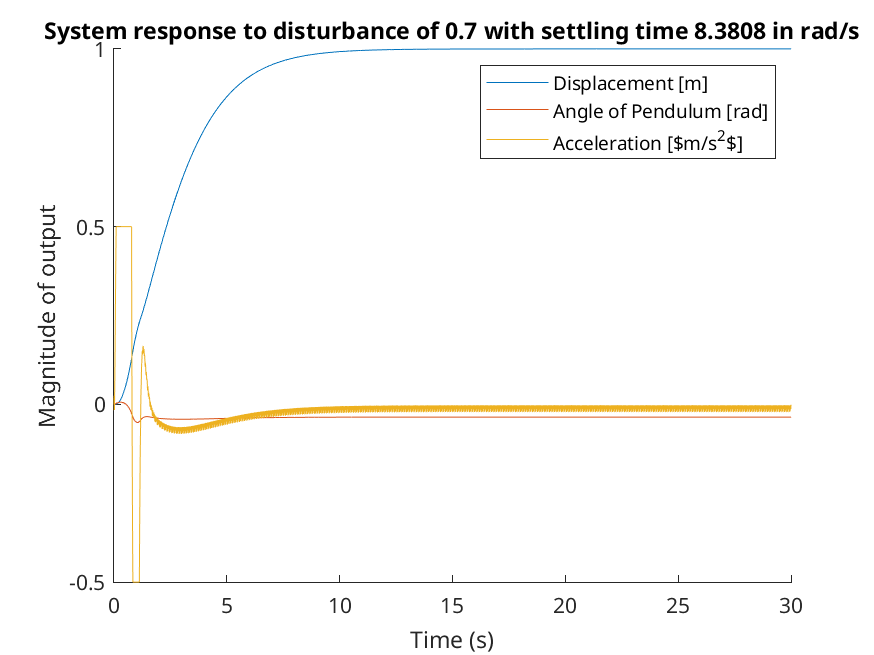 System response to disturbance of 0.7 with settling time 8.3808 in rad/s
1
0.5
0
-0.5
Magnitude of output
Displacement [m]
Angle of Pendulum [rad]
Acceleration [$m/s²$]
0 5 10 15 20 25 30
Time (s)